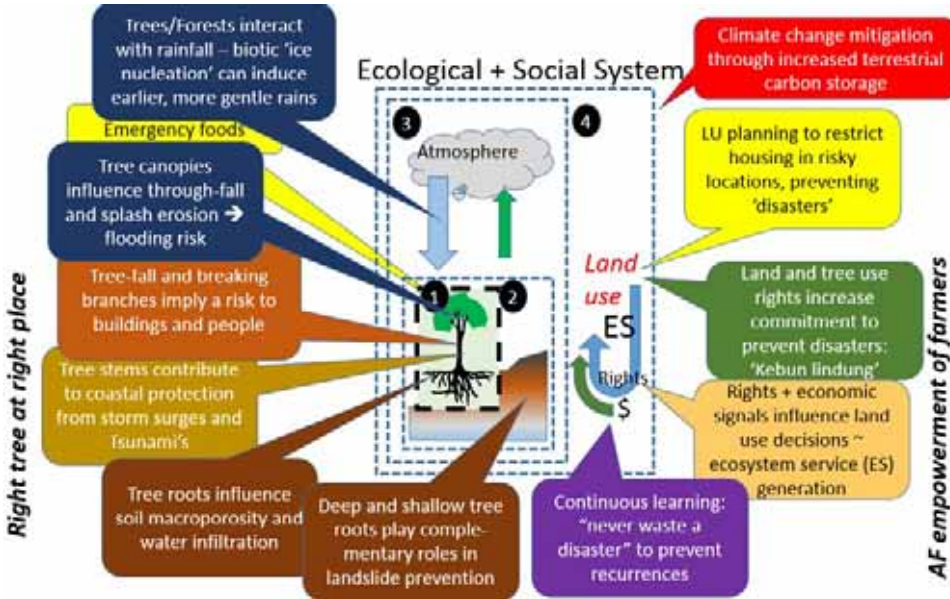 Trees/Forests interact
with rainfall – biotic ‘ice
nucleation’ can induce
earlier, more gentle rains
Emergency foods
Tree canopies
influence through-fall
and splash erosion ➔
flooding risk
Tree-fall and breaking
branches imply a risk to
buildings and people
Tree stems contribute
to coastal protection
from storm surges and
Tsunami's
Tree roots influence
soil macroporosity and
water infiltration
Deep and shallow tree
roots play comple-
mentary roles in
landslide prevention
Right tree at right place
Ecological + Social System
3
4
Atmosphere
1
2
Land
use
ES
Rights
$
Climate change mitigation
through increased terrestrial
carbon storage
LU planning to restrict
housing in risky
locations, preventing
‘disasters’
Land and tree use
rights increase
commitment to
prevent disasters:
‘Kebun lindung’
Rights + economic
signals influence land
use decisions ~
ecosystem service (ES)
generation
Continuous learning:
“never waste a
disaster” to prevent
recurrences
AF empowerment of farmers